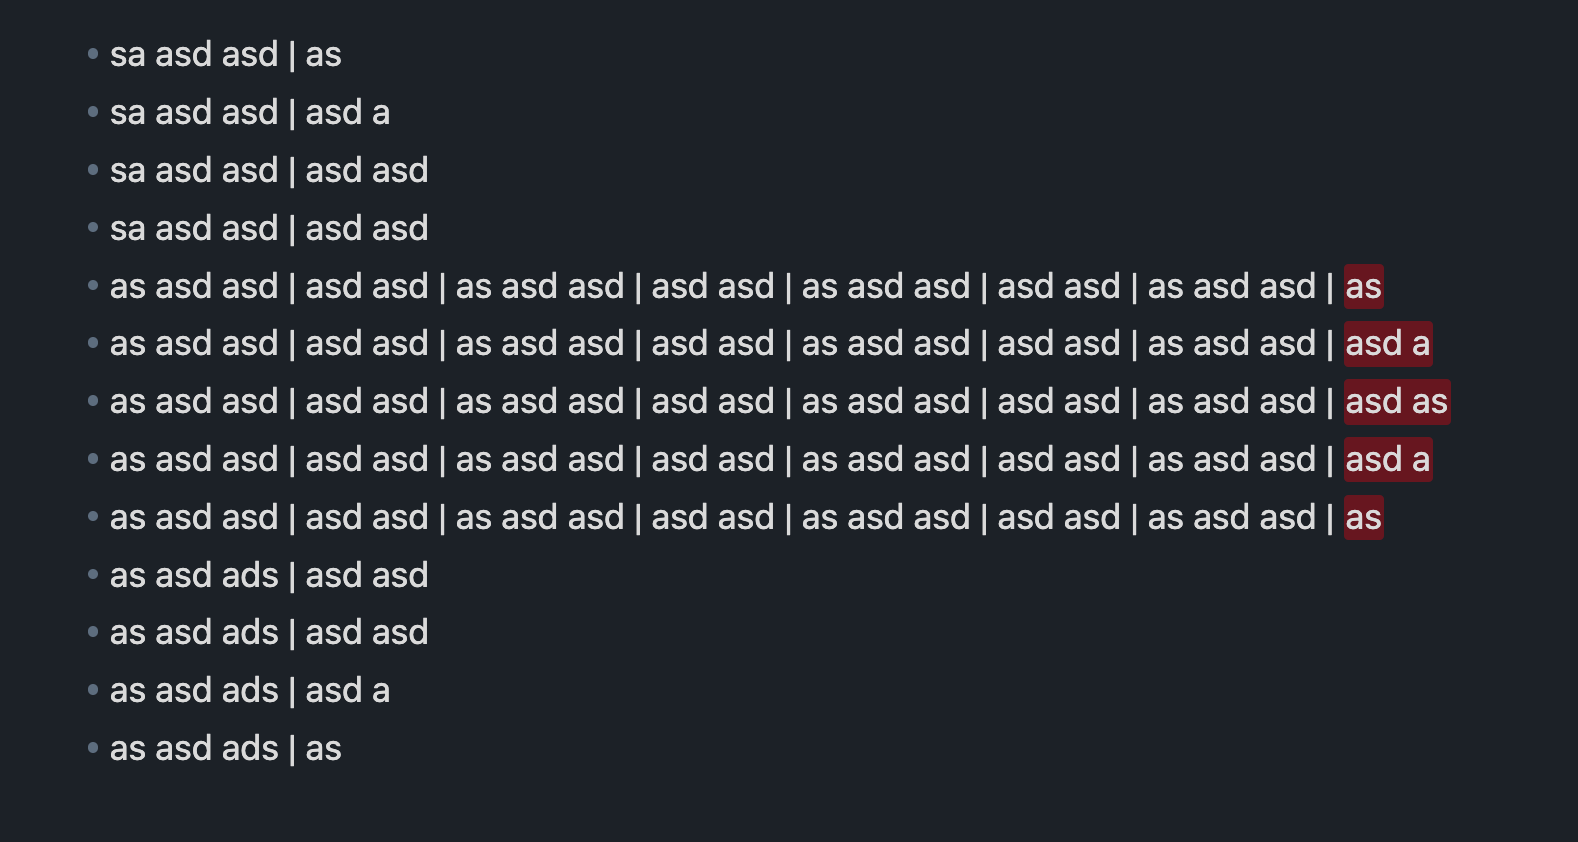 • sa asd asd | as
• sa asd asd | asd a
• sa asd asd | asd asd
• sa asd asd | asd asd
• as asd asd | asd asd | as asd asd | asd asd | as asd asd | asd asd | as asd asd | as
• as asd asd | asd asd | as asd asd | asd asd | as asd asd | asd asd | as asd asd | asd a
• as asd asd | asd asd | as asd asd | asd asd | as asd asd | asd asd | as asd asd | asd as
• as asd asd | asd asd | as asd asd | asd asd | as asd asd | asd asd | as asd asd | asd a
• as asd asd | asd asd | as asd asd | asd asd | as asd asd | asd asd | as asd asd | as
• as asd ads | asd asd
• as asd ads | asd asd
• as asd ads | asd a
• as asd ads | as